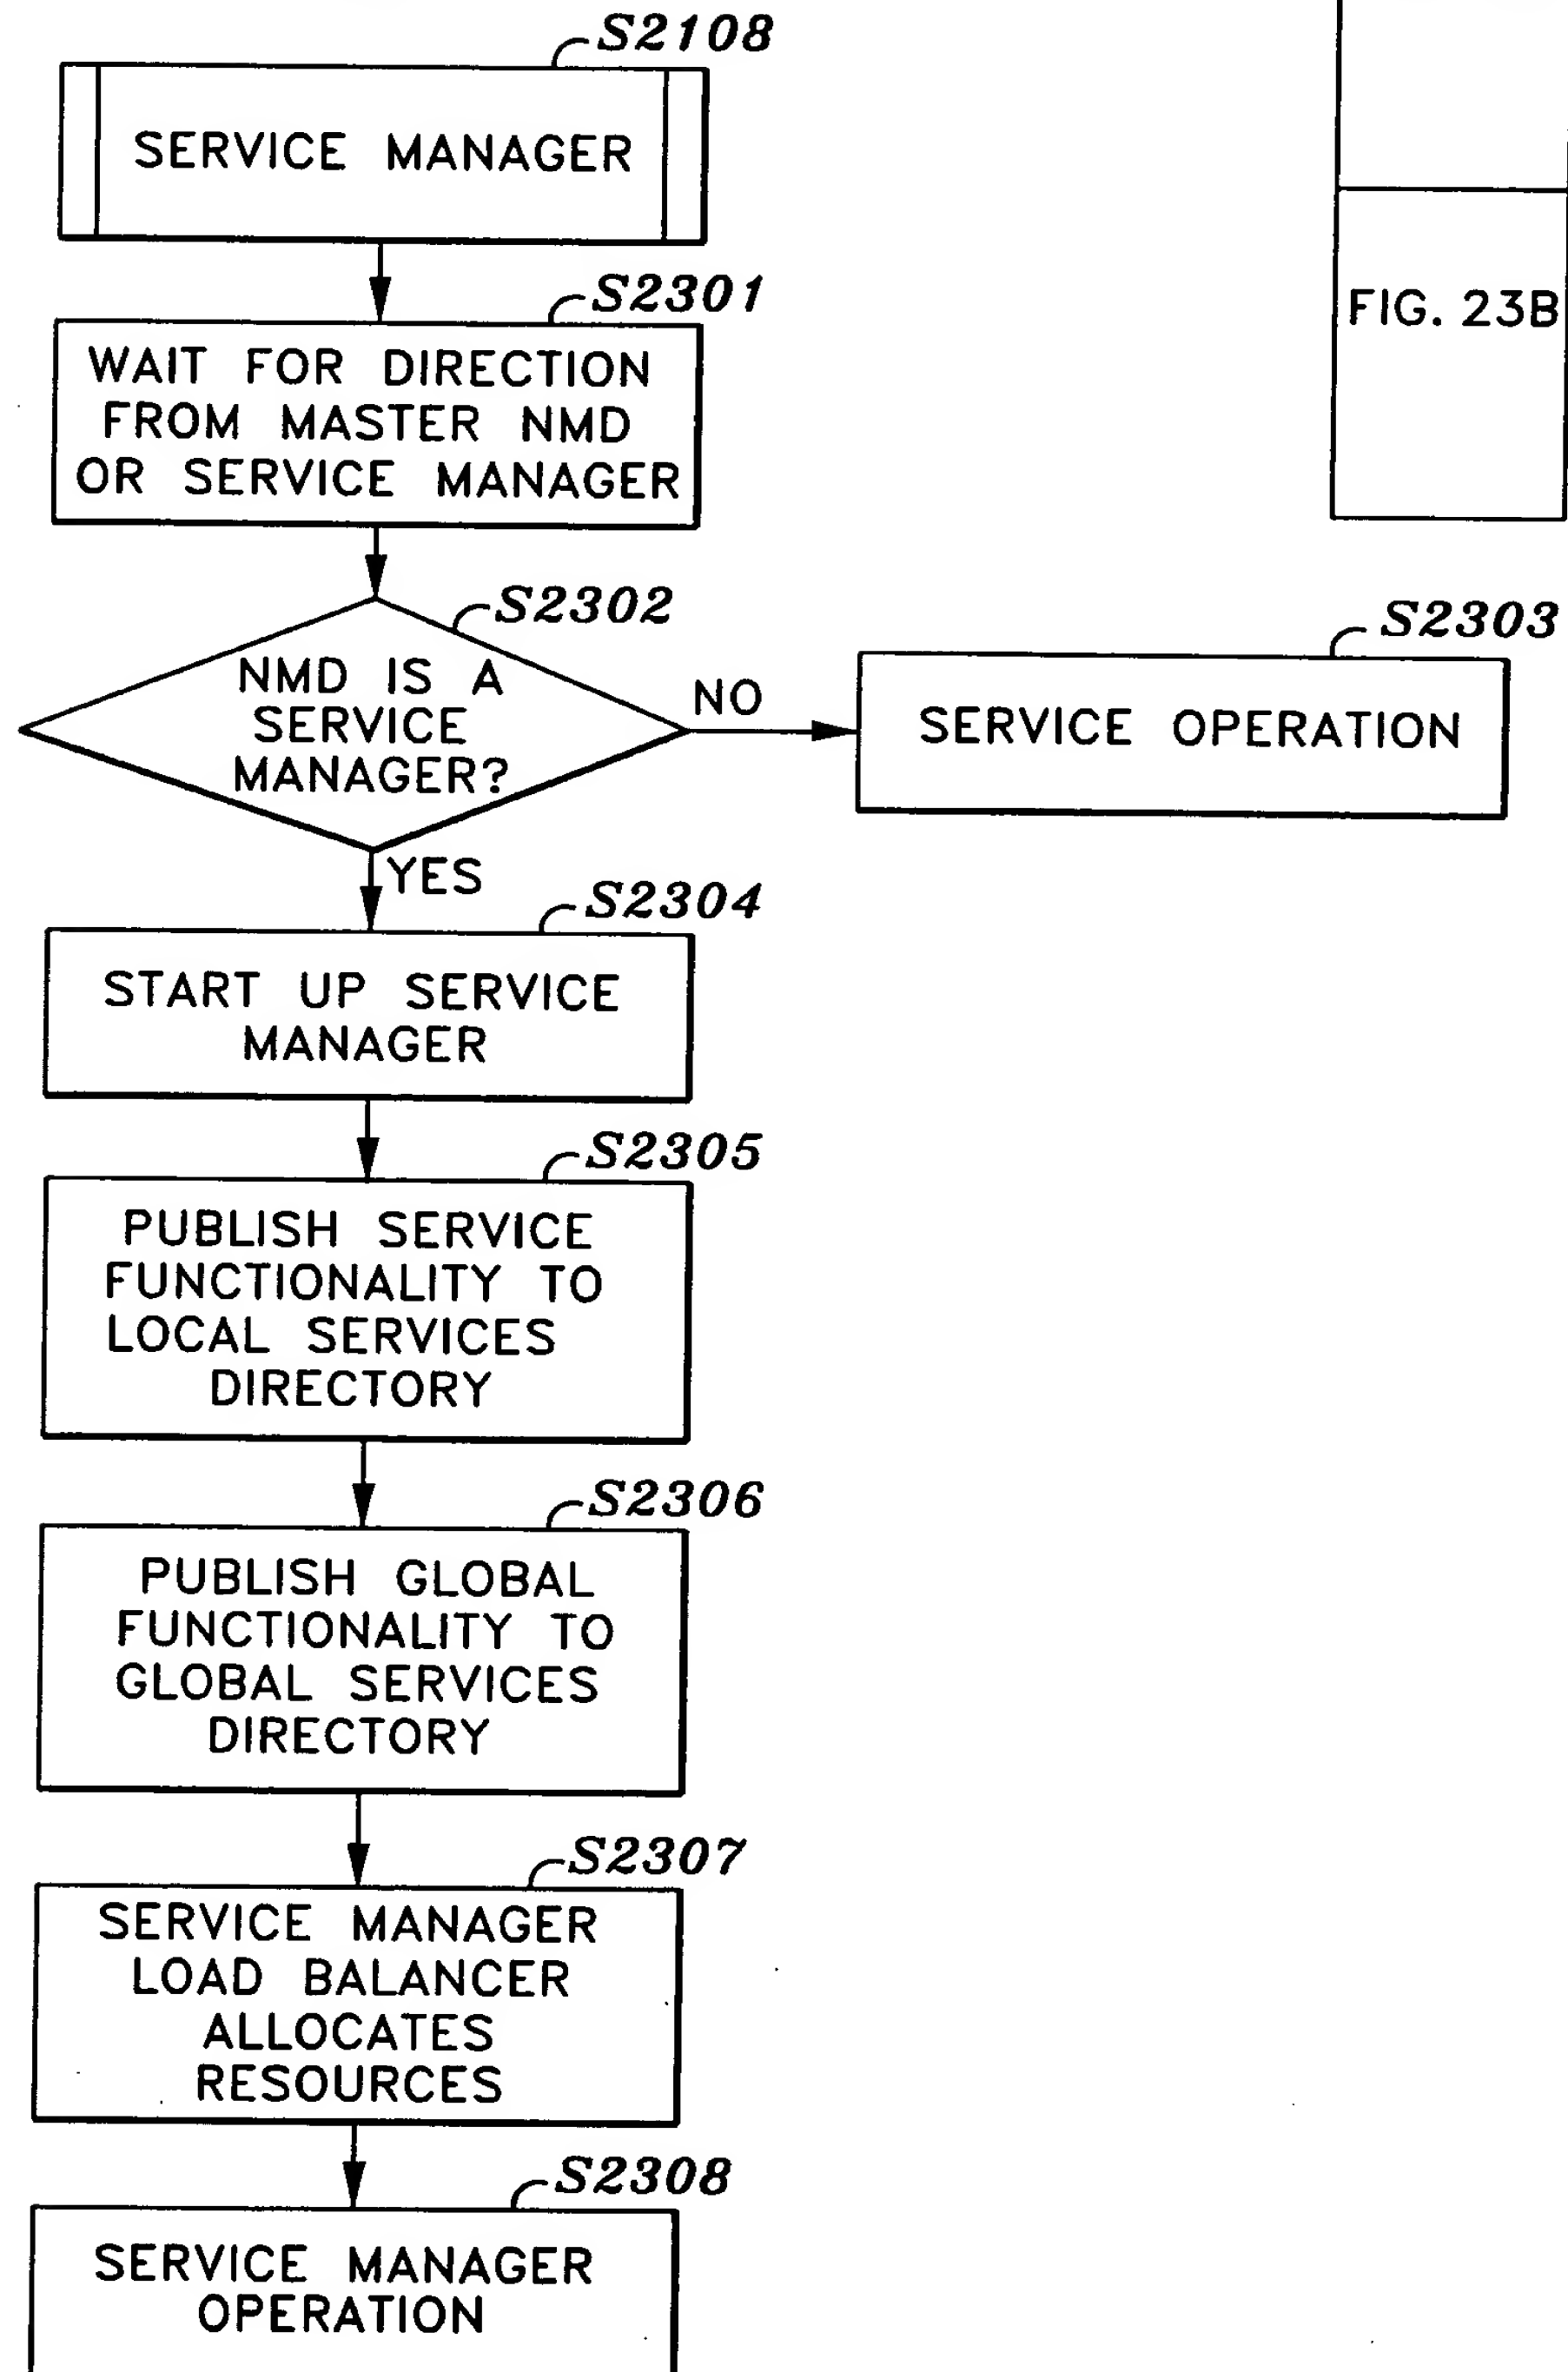 S2108
SERVICE MANAGER
S2301
WAIT FOR DIRECTION
FROM MASTER NMD
OR SERVICE MANAGER
FIG. 23B
S2302
NMD IS A
SERVICE
MANAGER?
NO
S2303
SERVICE OPERATION
YES
S2304
START UP SERVICE
MANAGER
S2305
PUBLISH SERVICE
FUNCTIONALITY TO
LOCAL SERVICES
DIRECTORY
S2306
PUBLISH GLOBAL
FUNCTIONALITY TO
GLOBAL SERVICES
DIRECTORY
S2307
SERVICE MANAGER
LOAD BALANCER
ALLOCATES
RESOURCES
S2308
SERVICE MANAGER
OPERATION